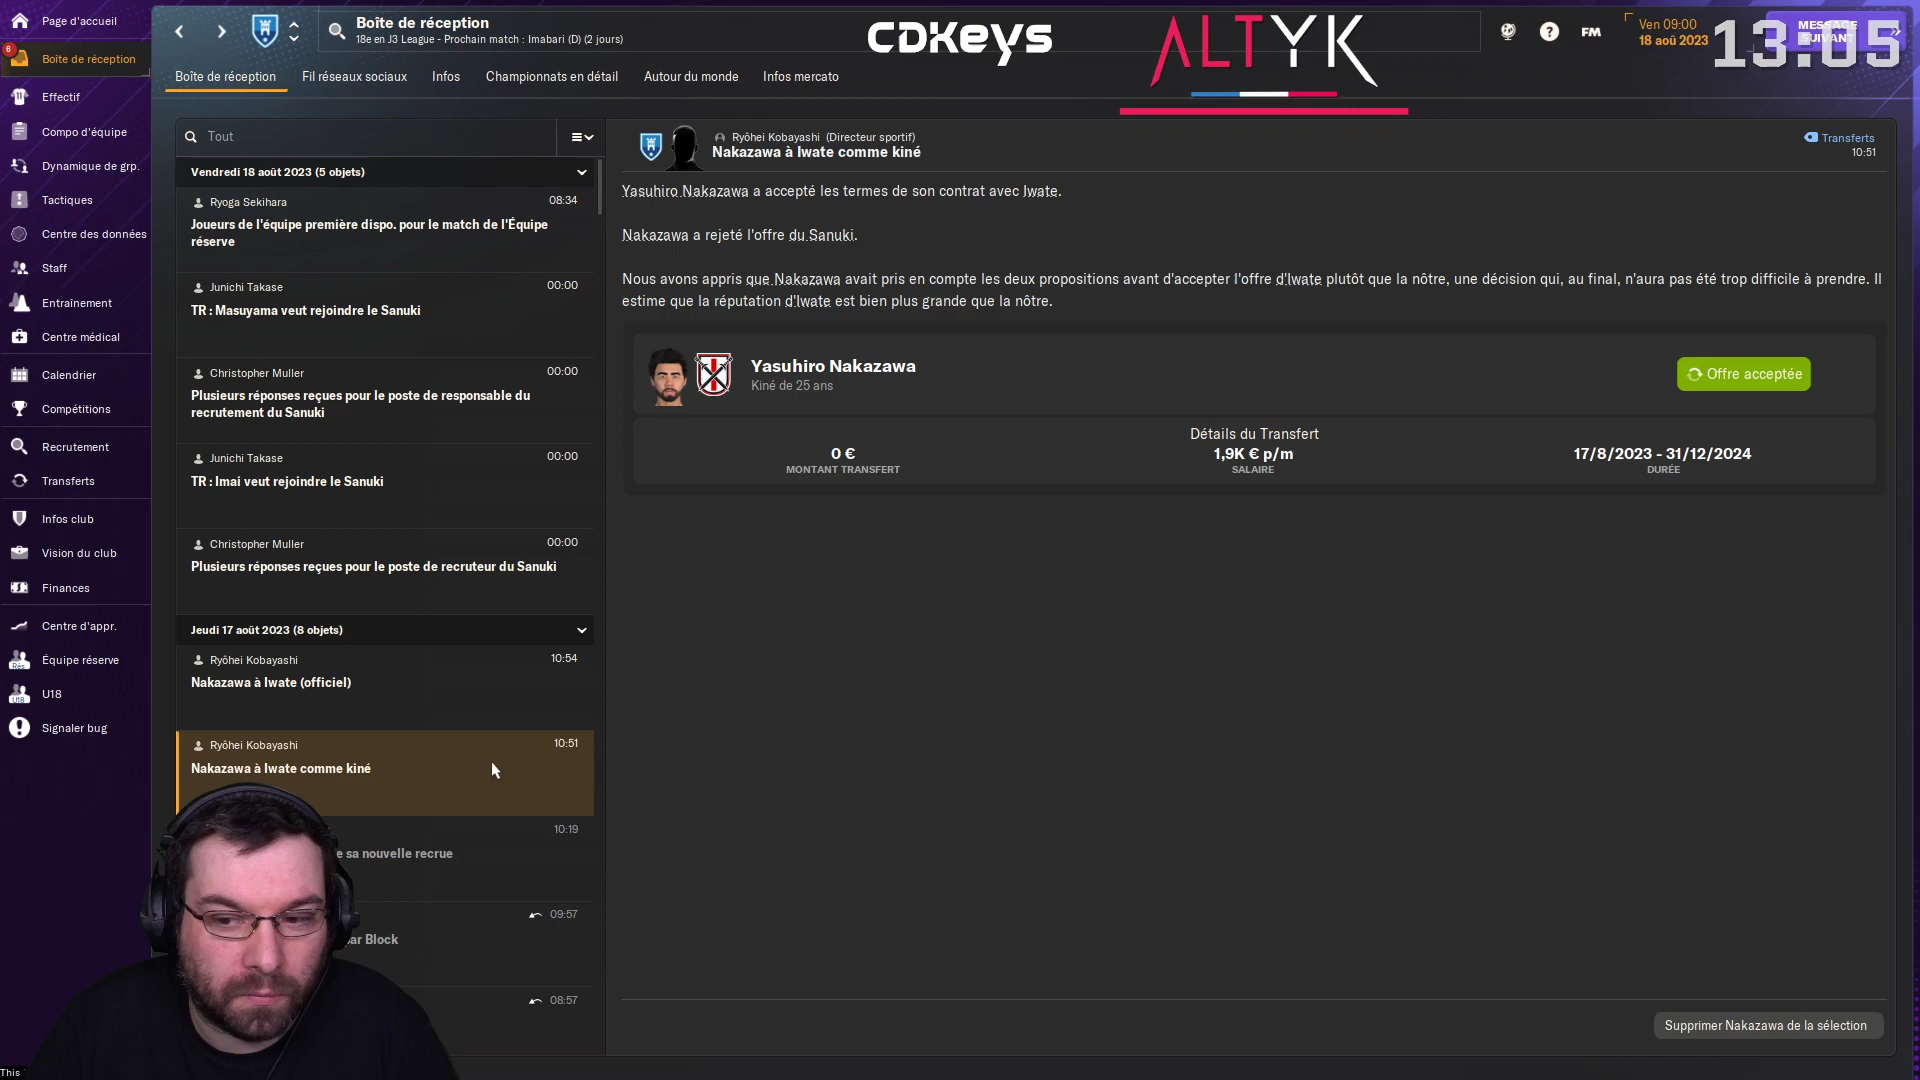 Page d'accueil
6
Boîte de réception
Effectif
Compo d'équipe
Dynamique de grp.
Tactiques
Centre des données
Staff
Entraînement
Centre médical
Calendrier
Compétitions
Recrutement
Transferts
Infos club
Vision du club
Finances
Centre d'appr.
Équipe réserve
U18
Signaler bug
Boîte de réception
18e en J3 League - Prochain match : Imabari (D) (2 jours)
CDKeys
ALTYK
FM
Ven 09:00
18 aoû 2023
MESSAGE
SUIVANT
13:05
Boîte de réception
Fil réseaux sociaux
Infos
Championnats en détail
Autour du monde
Infos mercato
Tout
Vendredi 18 août 2023 (5 objets)
Ryoga Sekihara
08:34
Joueurs de l'équipe première dispo. pour le match de l'Équipe
réserve
Junichi Takase
00:00
TR : Masuyama veut rejoindre le Sanuki
Christopher Muller
00:00
Plusieurs réponses reçues pour le poste de responsable du
recrutement du Sanuki
Junichi Takase
00:00
TR : Imai veut rejoindre le Sanuki
Christopher Muller
00:00
Plusieurs réponses reçues pour le poste de recruteur du Sanuki
Jeudi 17 août 2023 (8 objets)
Ryôhei Kobayashi
10:54
Nakazawa à Iwate (officiel)
Ryôhei Kobayashi
10:51
Nakazawa à Iwate comme kiné
10:19
e sa nouvelle recrue
09:57
ar Block
08:57
Ryôhei Kobayashi (Directeur sportif)
Nakazawa à Iwate comme kiné
Transferts
10:51
Yasuhiro Nakazawa a accepté les termes de son contrat avec Iwate.
Nakazawa a rejeté l'offre du Sanuki.
Nous avons appris que Nakazawa avait pris en compte les deux propositions avant d'accepter l'offre d'Iwate plutôt que la nôtre, une décision qui, au final, n'aura pas été trop difficile à prendre. Il
estime que la réputation d'Iwate est bien plus grande que la nôtre.
Yasuhiro Nakazawa
Kiné de 25 ans
Offre acceptée
Détails du Transfert
0 €
MONTANT TRANSFERT
1,9K € p/m
SALAIRE
17/8/2023 - 31/12/2024
DURÉE
Supprimer Nakazawa de la sélection
This